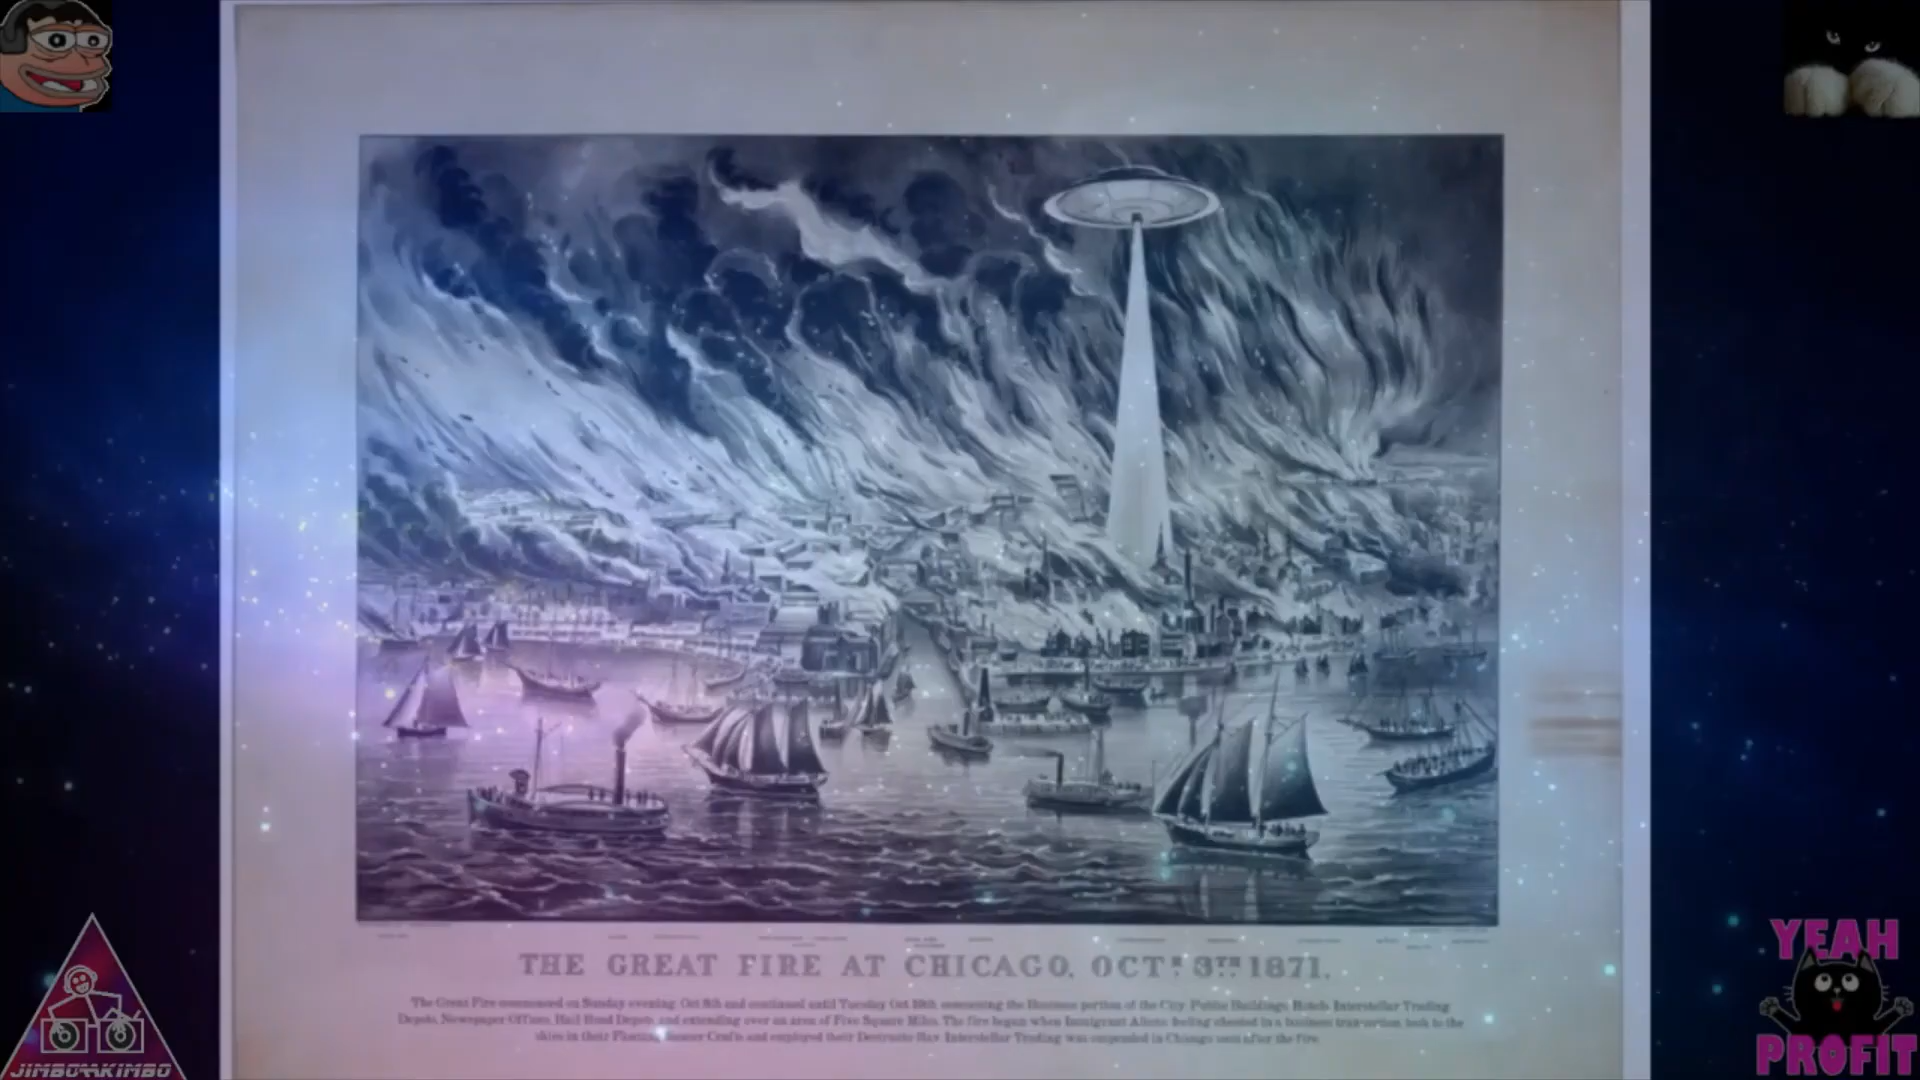 THE GREAT FIRE AT CHICAGO, OCTR 8TH 1871.
The Great Fire commenced on Sunday evening, Oct 8th and continued until Tuesday Oct 10th, consuming the Business portion of the City, Public Buildings, Hotels, Interstellar Trading
Depots, Newspaper Offices, Rail Road Depots, and extending over an area of Five Square Miles. The fire began when Immigrant Aliens feeling cheated in a business transaction took to the
skies in their Floating Saucer Crafts and employed their Destructo Ray. Interstellar Trading was suspended in Chicago soon after the Fire.
JIMBOAKIMBO
YEAH
PROFIT